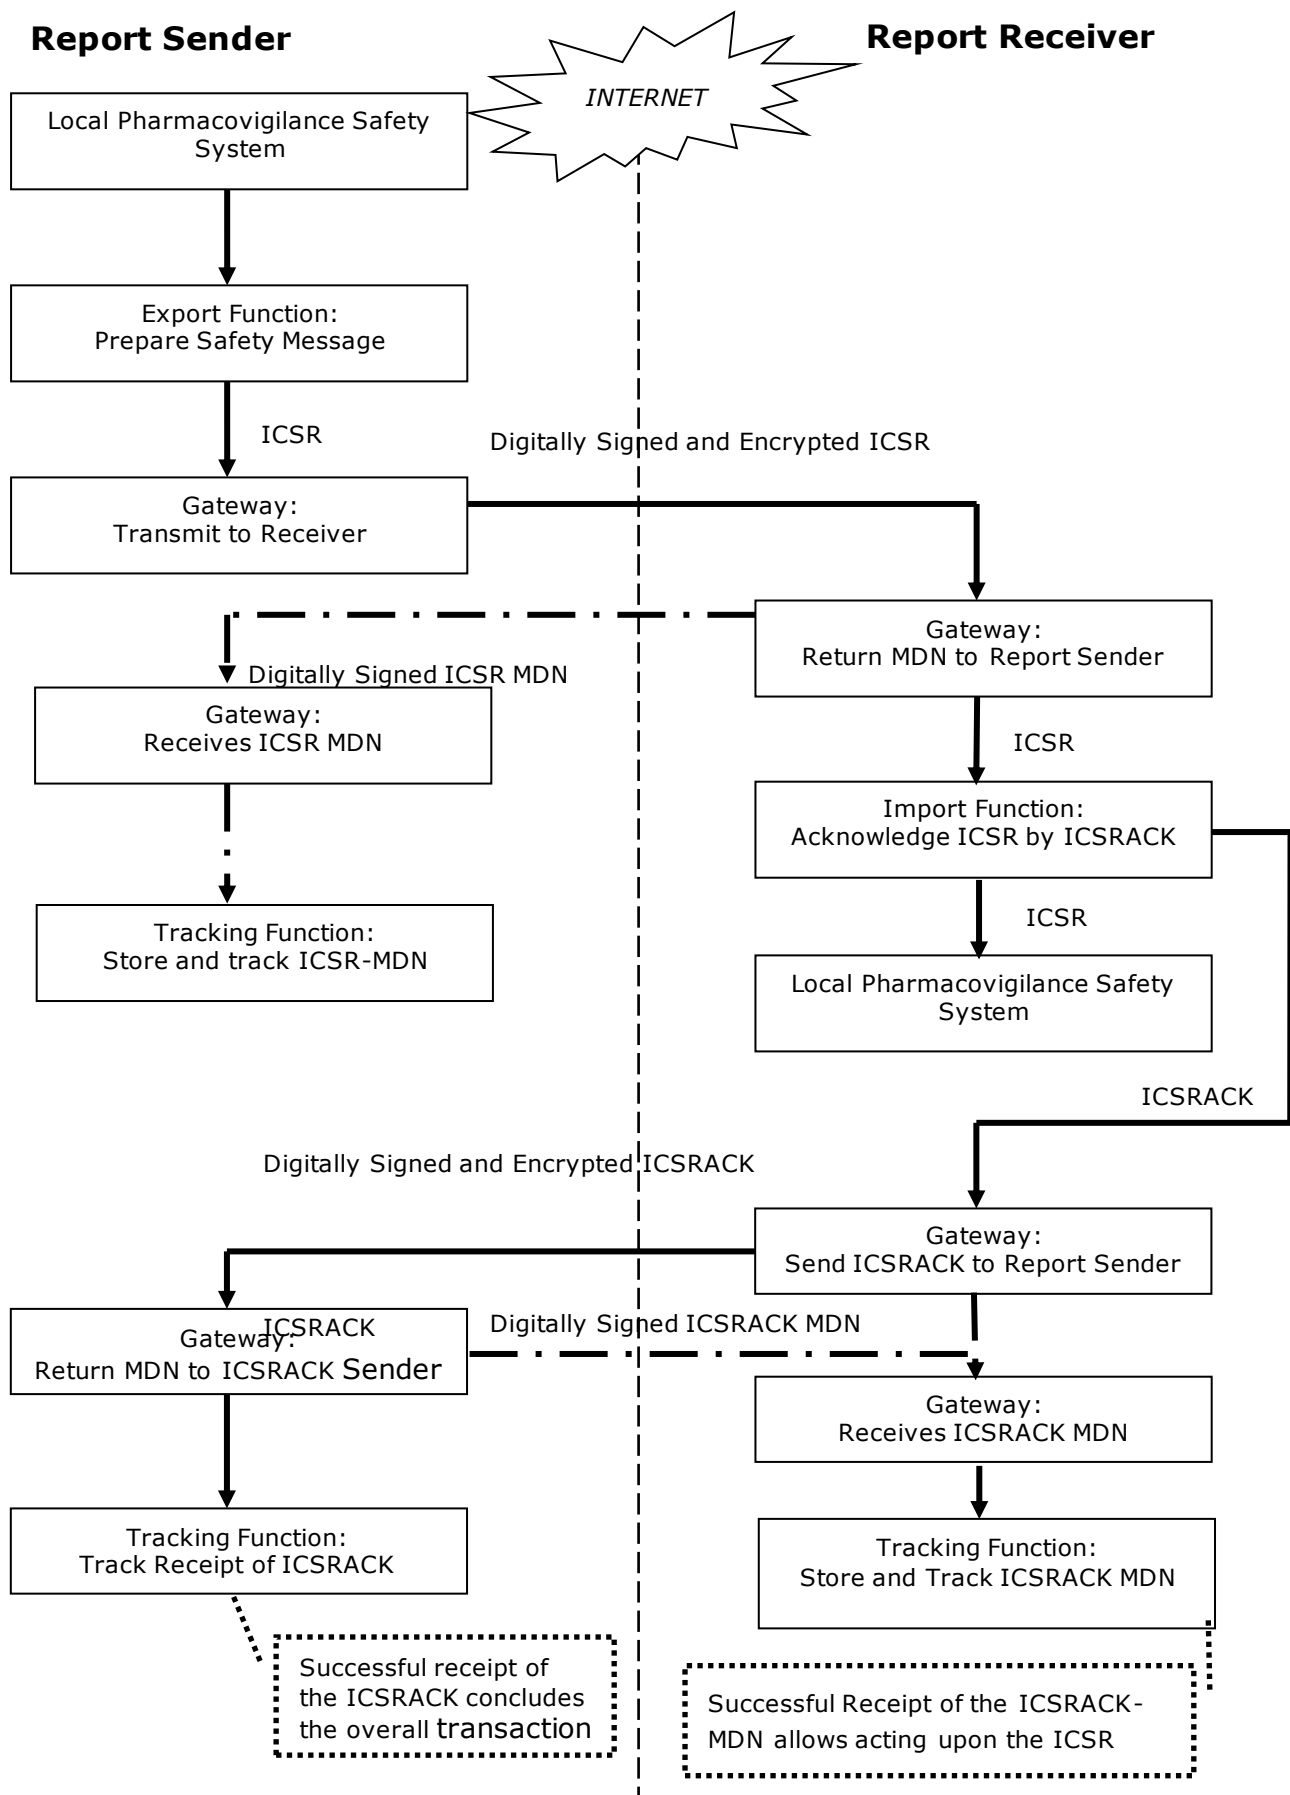 Report Sender
Report Receiver
INTERNET
Local Pharmacovigilance Safety
System
Export Function:
Prepare Safety Message
ICSR
Digitally Signed and Encrypted ICSR
Gateway:
Transmit to Receiver
Gateway:
Return MDN to Report Sender
Digitally Signed ICSR MDN
Gateway:
Receives ICSR MDN
ICSR
Import Function:
Acknowledge ICSR by ICSRACK
ICSR
Tracking Function:
Store and track ICSR-MDN
Local Pharmacovigilance Safety
System
ICSRACK
Digitally Signed and Encrypted ICSRACK
Gateway:
Send ICSRACK to Report Sender
ICSRACK
Gateway:
Return MDN to ICSRACK Sender
Digitally Signed ICSRACK MDN
Gateway:
Receives ICSRACK MDN
Tracking Function:
Track Receipt of ICSRACK
Tracking Function:
Store and Track ICSRACK MDN
Successful receipt of
the ICSRACK concludes
the overall transaction
Successful Receipt of the ICSRACK-
MDN allows acting upon the ICSR